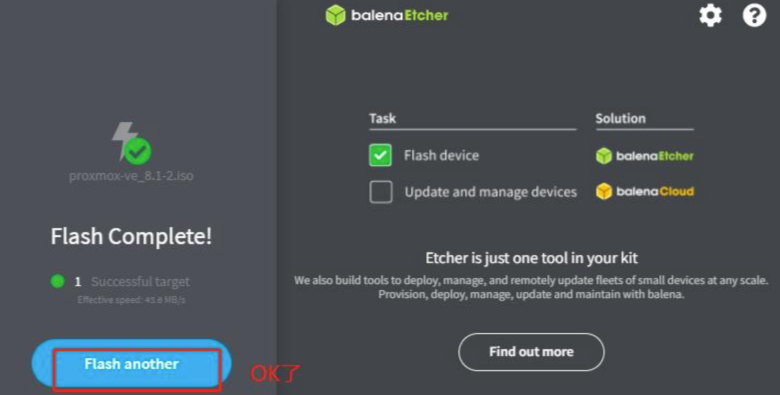 balenaEtcher
Task
Solution
Flash device
balenaEtcher
Update and manage devices
balenaCloud
proxmox-ve_8.1-2.iso
Flash Complete!
1 Successful target
Effective speed: 43.8 MB/s
Flash another
OK了
Etcher is just one tool in your kit
We also build tools to deploy, manage, and remotely update fleets of small devices at any scale.
Provision, deploy, manage, update and maintain with balena.
Find out more